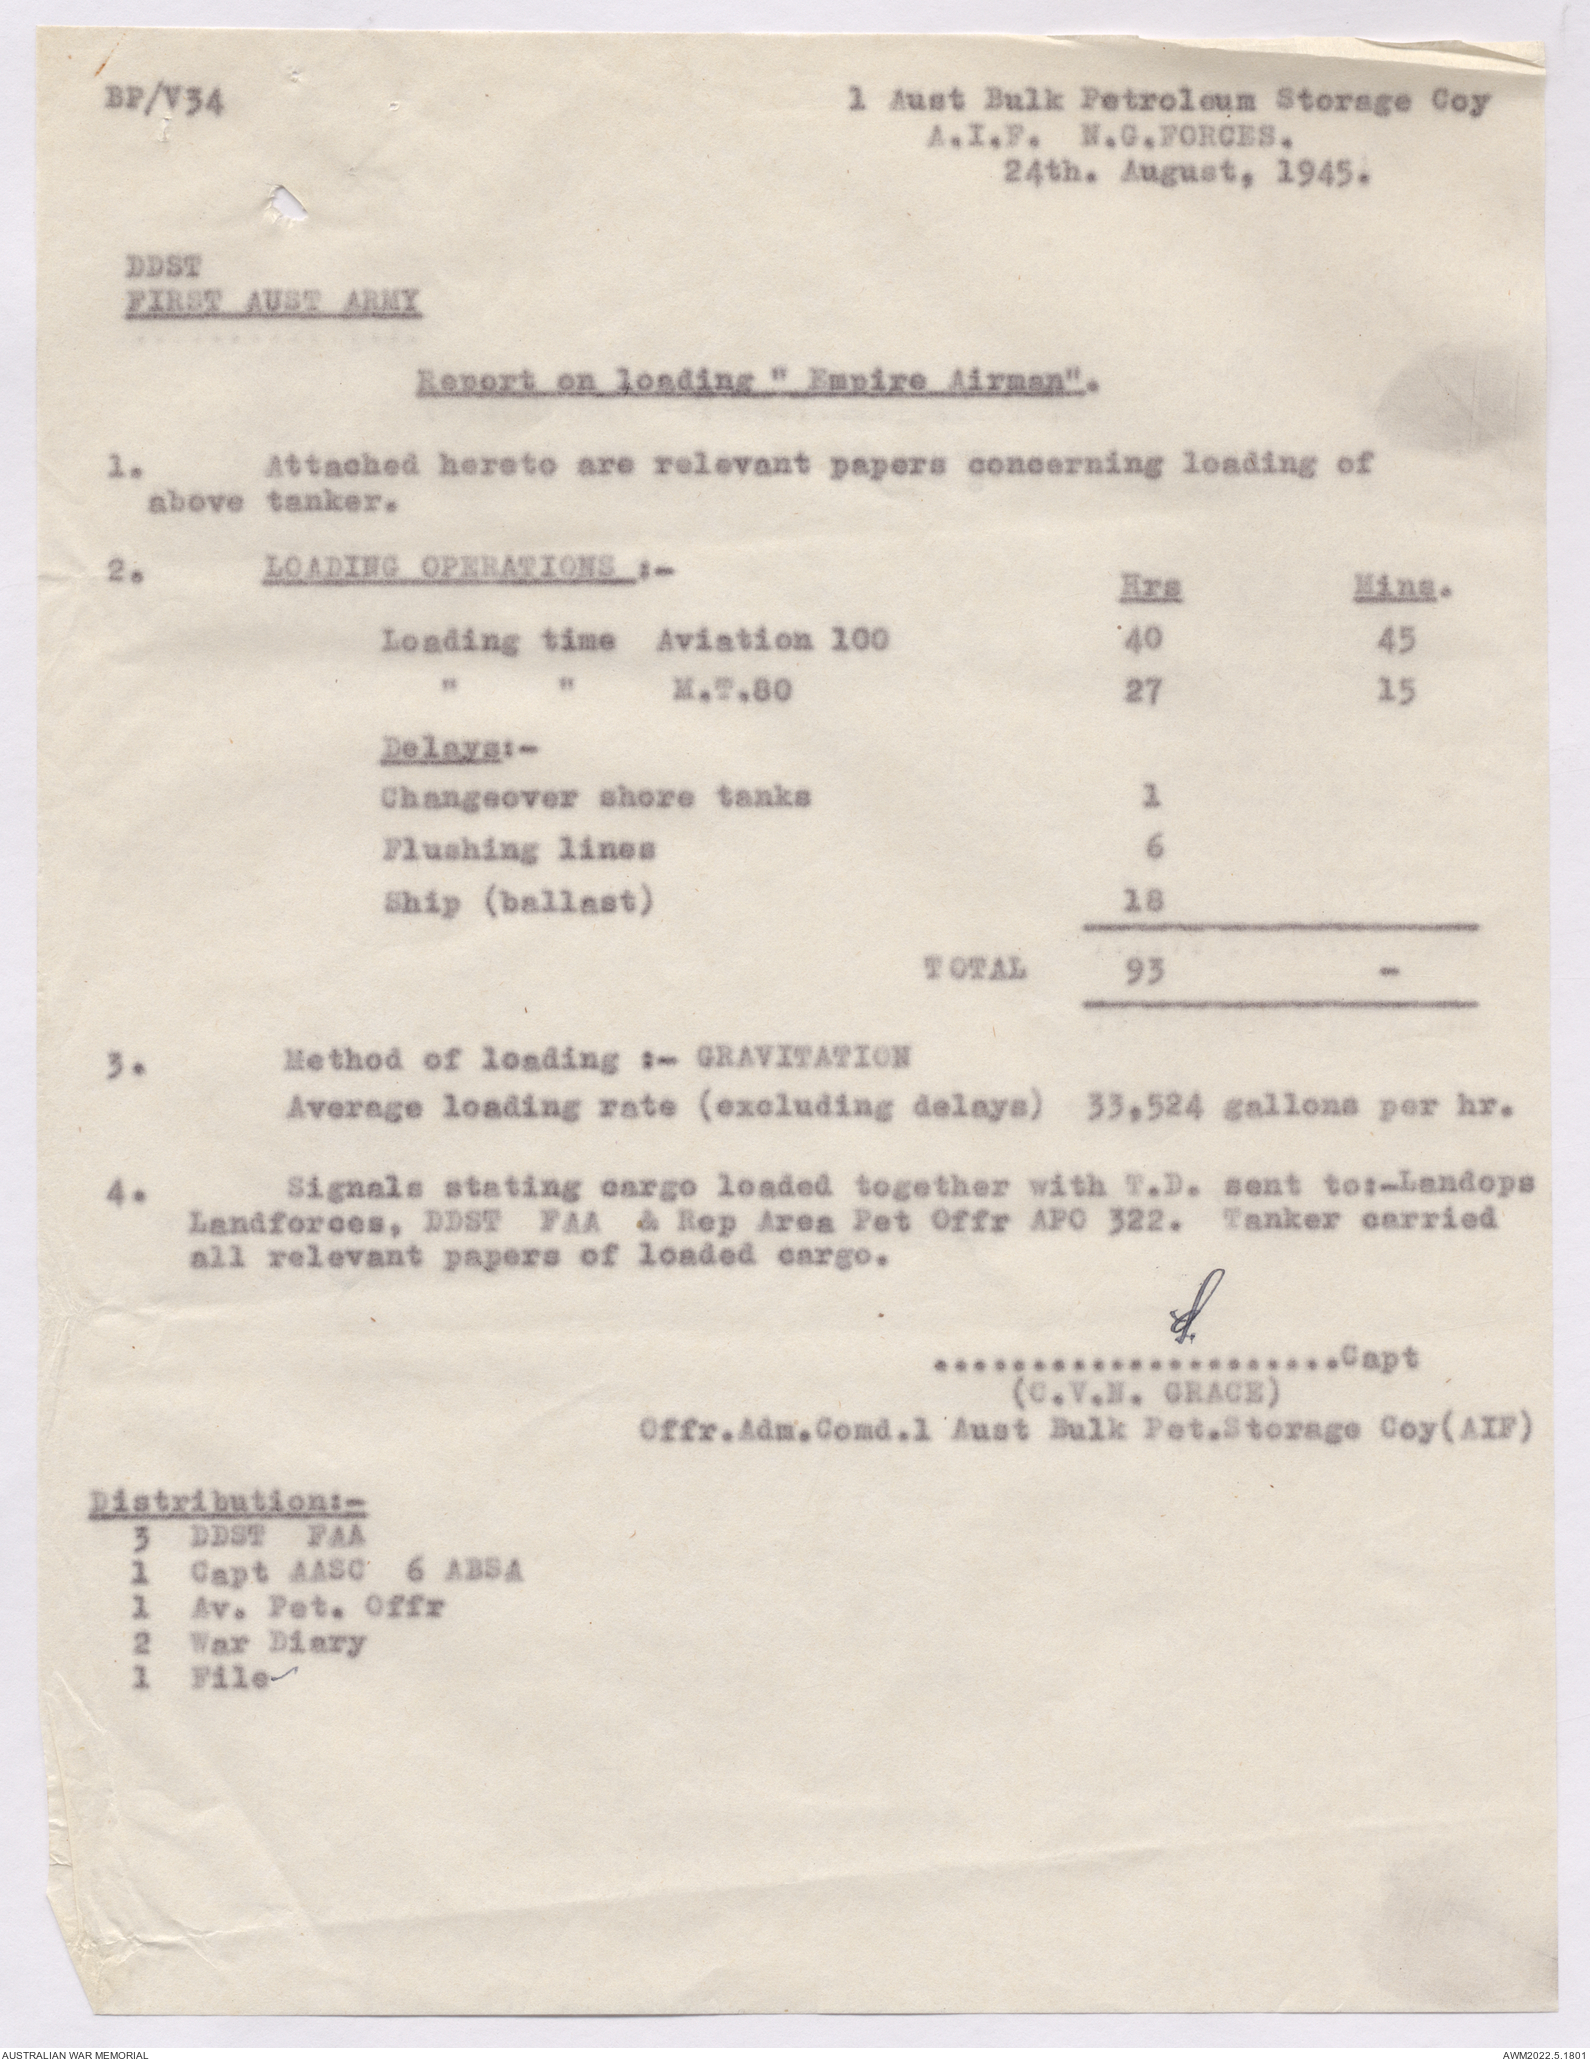 BP/V34
1 Aust Bulk Petroleum Storage Coy
A.I.F. N.G.FORCES.
24th. August, 1945.
DDST
FIRST AUST ARMY
Report on loading " Empire Airman".
1. Attached hereto are relevant papers concerning loading of
above tanker.
2. LOADING OPERATIONS :-
Hrs Mins.
Loading time Aviation 100 40 45
" " M.T.80 27 15
Delays:-
Changeover shore tanks 1
Flushing lines 6
Ship (ballast) 18
TOTAL 93 -
3. Method of loading :- GRAVITATION
Average loading rate (excluding delays) 33,524 gallons per hr.
4. Signals stating cargo loaded together with T.D. sent to:-Landops
Landforces, DDST FAA & Rep Area Pet Offr APO 322. Tanker carried
all relevant papers of loaded cargo.
.....................Capt
(C.V.N. GRACE)
Offr.Adm.Comd.1 Aust Bulk Pet.Storage Coy(AIF)
Distribution:-
3 DDST FAA
1 Capt AASC 6 ABSA
1 Av. Pet. Offr
2 War Diary
1 File
AUSTRALIAN WAR MEMORIAL
AWM2022.5.1801